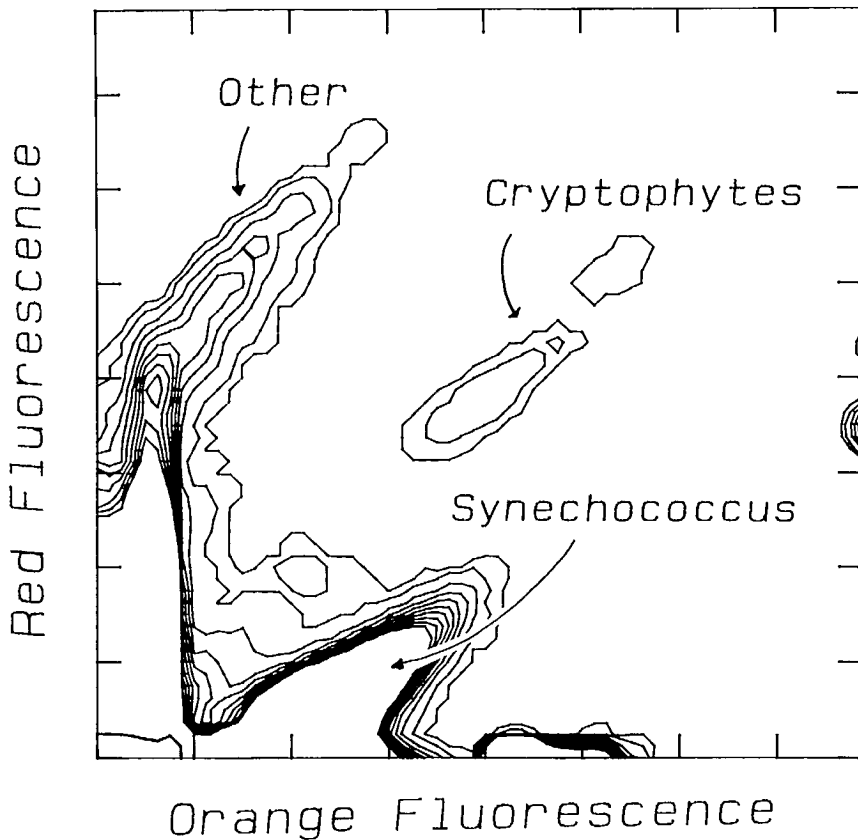 Other
Cryptophytes
Synechococcus
Red Fluorescence
Orange Fluorescence